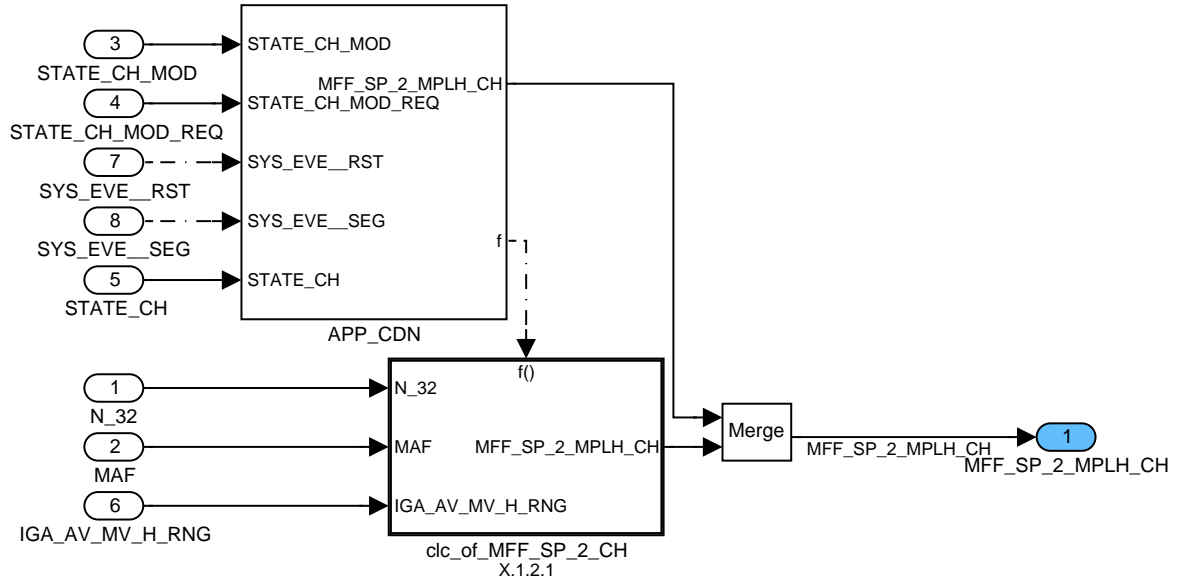 3
STATE_CH_MOD
STATE_CH_MOD
MFF_SP_2_MPLH_CH
4
STATE_CH_MOD_REQ
STATE_CH_MOD_REQ
7
SYS_EVE__RST
SYS_EVE__RST
8
SYS_EVE__SEG
SYS_EVE__SEG
f
5
STATE_CH
STATE_CH
APP_CDN
f()
1
N_32
N_32
2
MAF
MAF
MFF_SP_2_MPLH_CH
6
IGA_AV_MV_H_RNG
IGA_AV_MV_H_RNG
clc_of_MFF_SP_2_CH
X.1.2.1
Merge
MFF_SP_2_MPLH_CH
1
MFF_SP_2_MPLH_CH